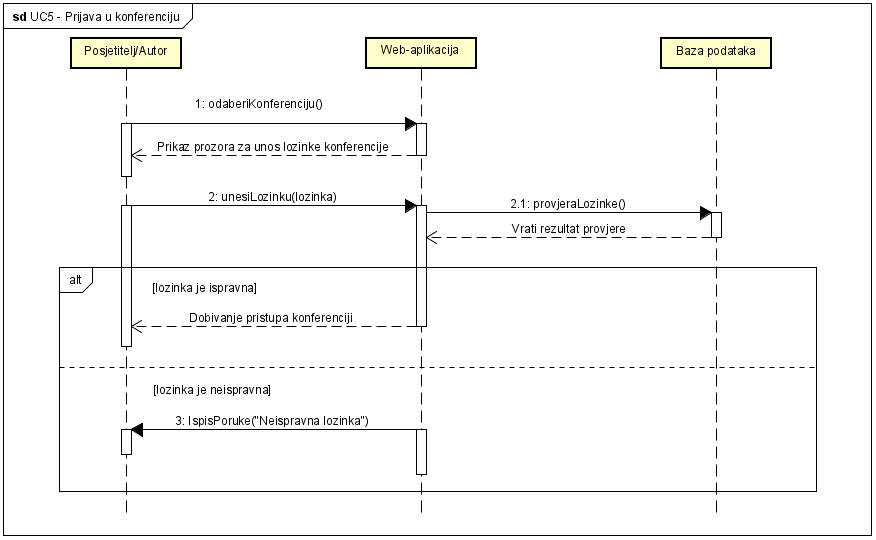 sd UC5 - Prijava u konferenciju
Posjetitelj/Autor
Web-aplikacija
Baza podataka
1: odaberiKonferenciju()
Prikaz prozora za unos lozinke konferencije
2: unesiLozinku(lozinka)
2.1: provjeraLozinke()
Vrati rezultat provjere
alt
[lozinka je ispravna]
Dobivanje pristupa konferenciji
[lozinka je neispravna]
3: IspisPoruke("Neispravna lozinka")